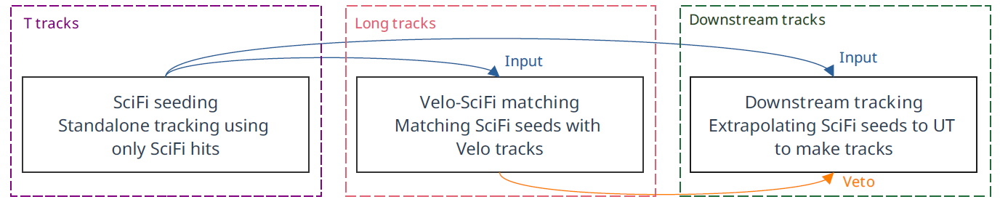 T tracks
SciFi seeding
Standalone tracking using
only SciFi hits
Long tracks
Input
Velo-SciFi matching
Matching SciFi seeds with
Velo tracks
Downstream tracks
Input
Downstream tracking
Extrapolating SciFi seeds to UT
to make tracks
Veto